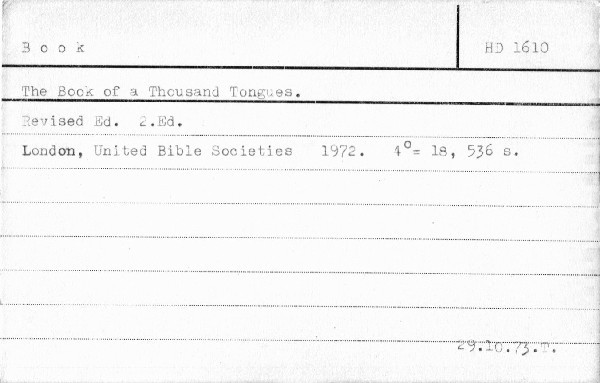 B o o k
HD 1610
The Book of a Thousand Tongues.
Revised Ed. 2.Ed.
London, United Bible Societies 1972. 4°= 18, 536 s.
29.10.73.T.